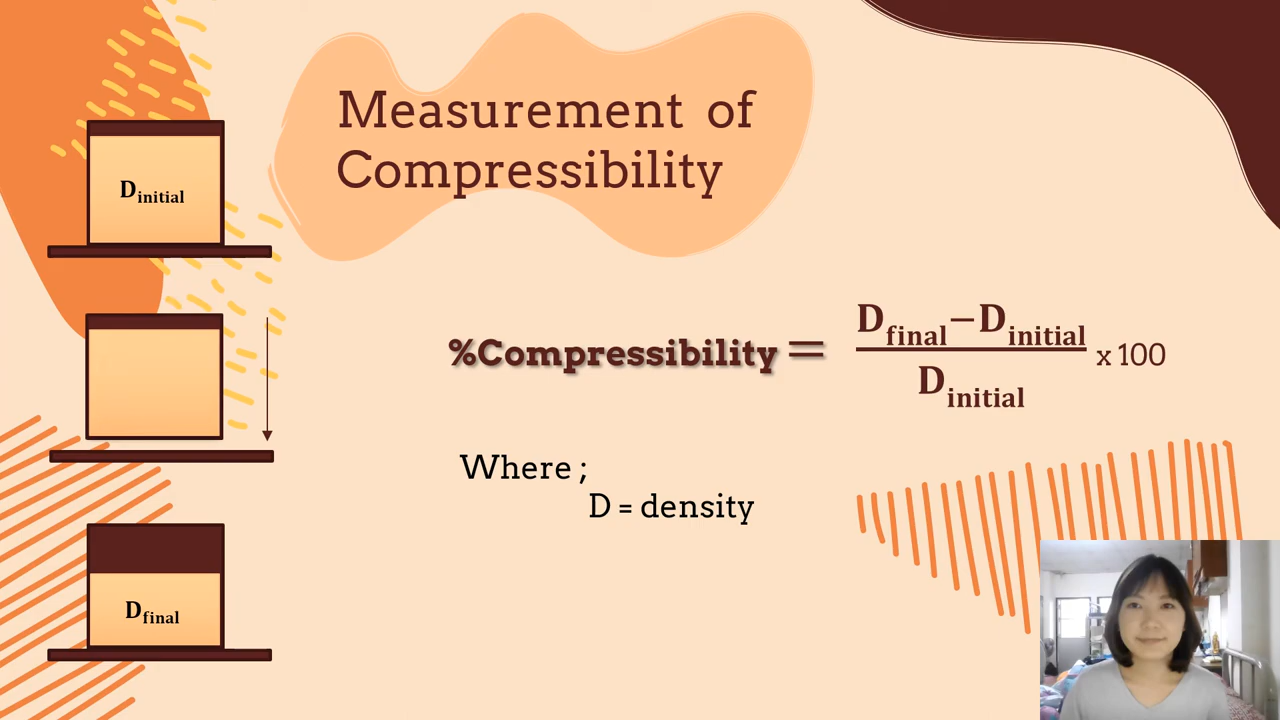 Measurement of
Compressibility
D initial
%Compressibility = D final − D initial / D initial x 100
Where ;
D = density
D final